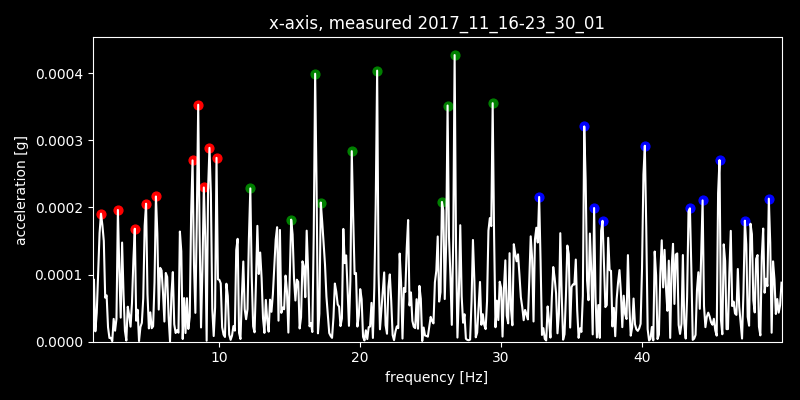 x-axis, measured 2017_11_16-23_30_01
acceleration [g]
0.0004
0.0003
0.0002
0.0001
0.0000
10 20 30 40
frequency [Hz]